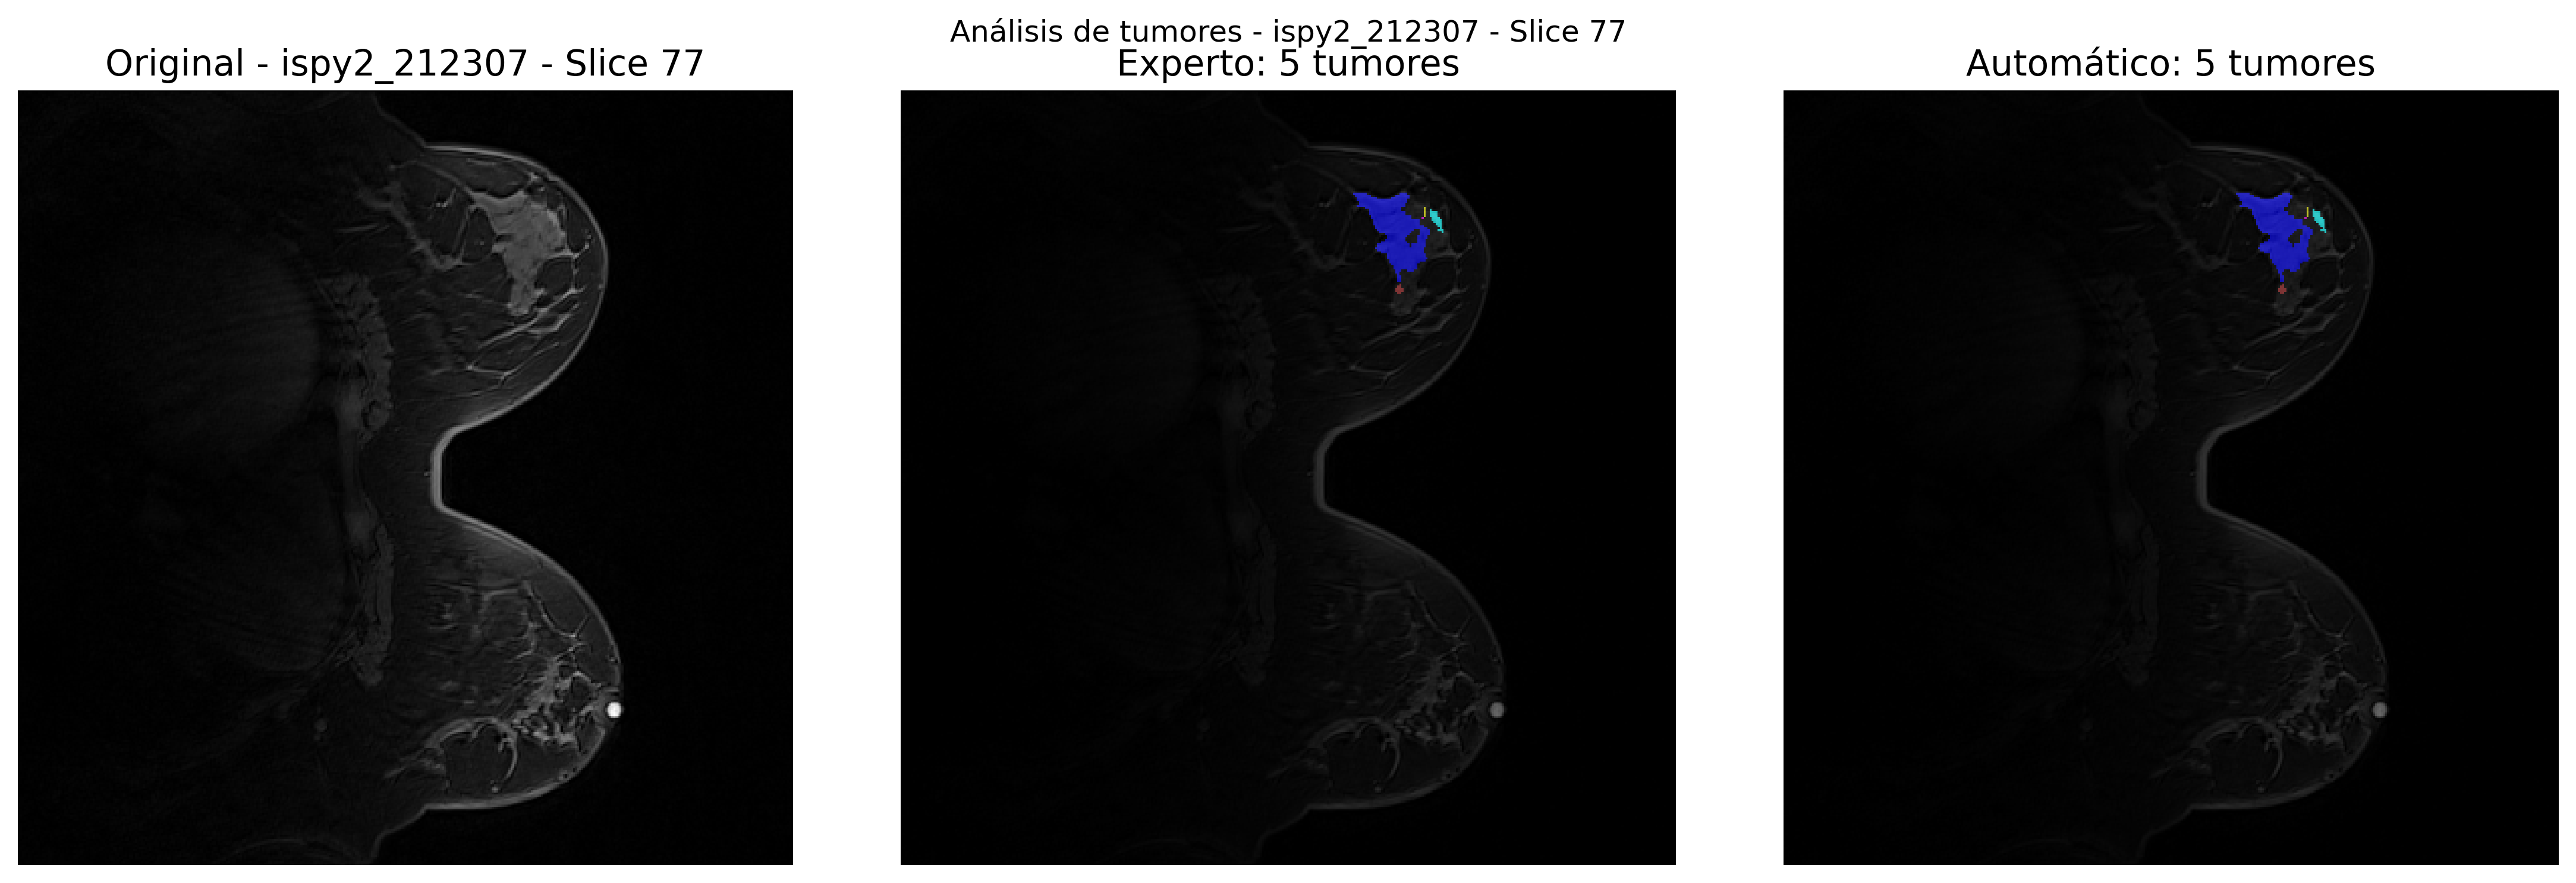 Análisis de tumores - ispy2_212307 - Slice 77
Original - ispy2_212307 - Slice 77
Experto: 5 tumores
Automático: 5 tumores